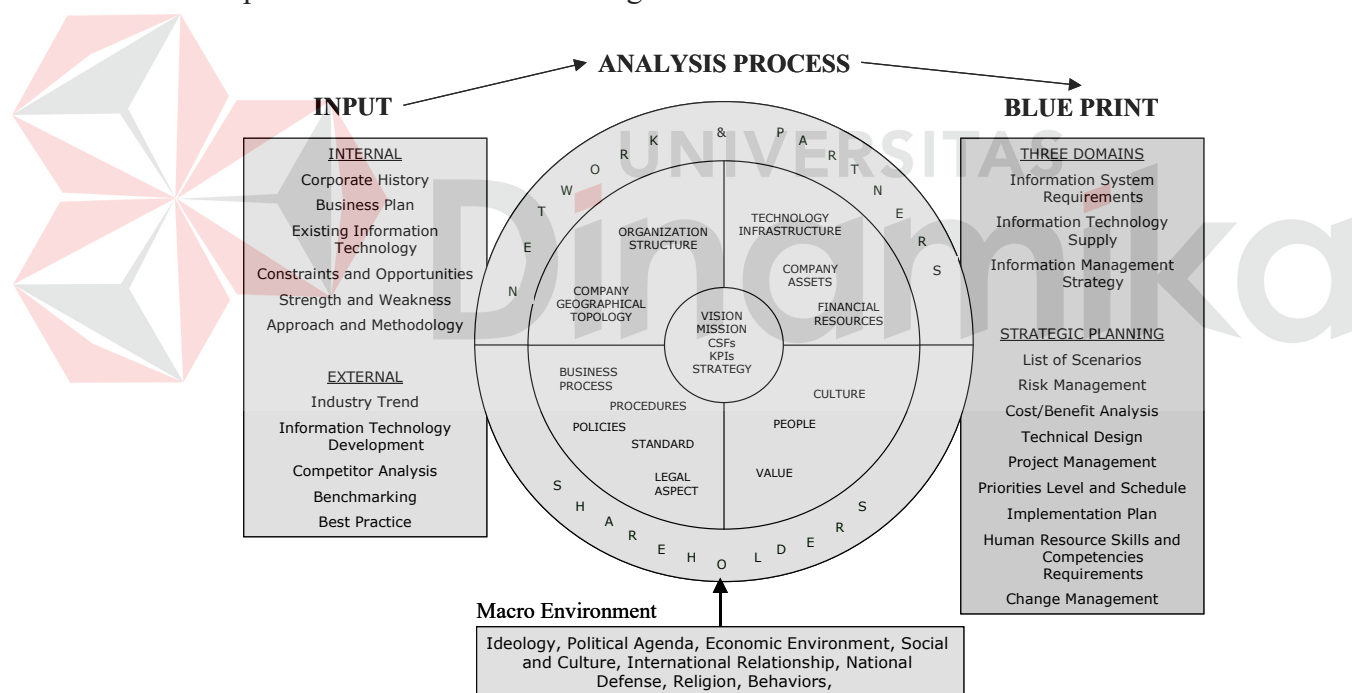 ANALYSIS PROCESS
INPUT
BLUE PRINT
INTERNAL
Corporate History
Business Plan
Existing Information
Technology
Constraints and Opportunities
Strength and Weakness
Approach and Methodology
EXTERNAL
Industry Trend
Information Technology
Development
Competitor Analysis
Benchmarking
Best Practice
NETWORK & PARTNERS
ORGANIZATION
STRUCTURE
COMPANY
GEOGRAPHICAL
TOPOLOGY
TECHNOLOGY
INFRASTRUCTURE
COMPANY
ASSETS
FINANCIAL
RESOURCES
VISION
MISSION
CSFs
KPIs
STRATEGY
BUSINESS
PROCESS
PROCEDURES
POLICIES
STANDARD
LEGAL
ASPECT
CULTURE
PEOPLE
VALUE
SHAREHOLDERS
THREE DOMAINS
Information System
Requirements
Information Technology
Supply
Information Management
Strategy
STRATEGIC PLANNING
List of Scenarios
Risk Management
Cost/Benefit Analysis
Technical Design
Project Management
Priorities Level and Schedule
Implementation Plan
Human Resource Skills and
Competencies
Requirements
Change Management
Macro Environment
Ideology, Political Agenda, Economic Environment, Social
and Culture, International Relationship, National
Defense, Religion, Behaviors,
UNIVERSITAS
Dinamika